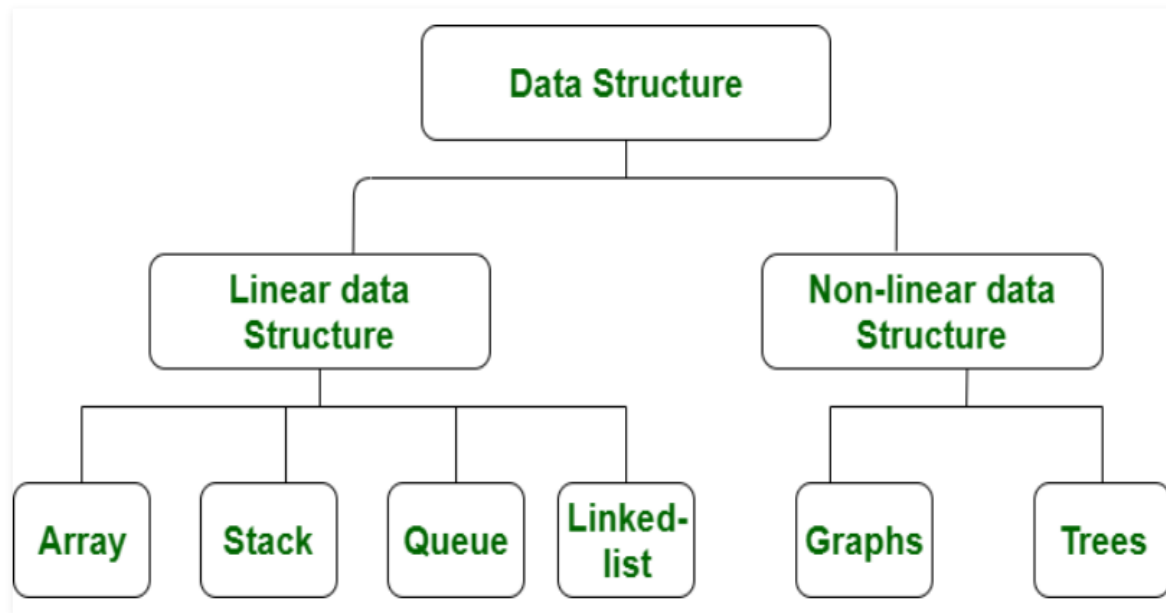 Data Structure
Linear data
Structure
Non-linear data
Structure
Array
Stack
Queue
Linked-
list
Graphs
Trees